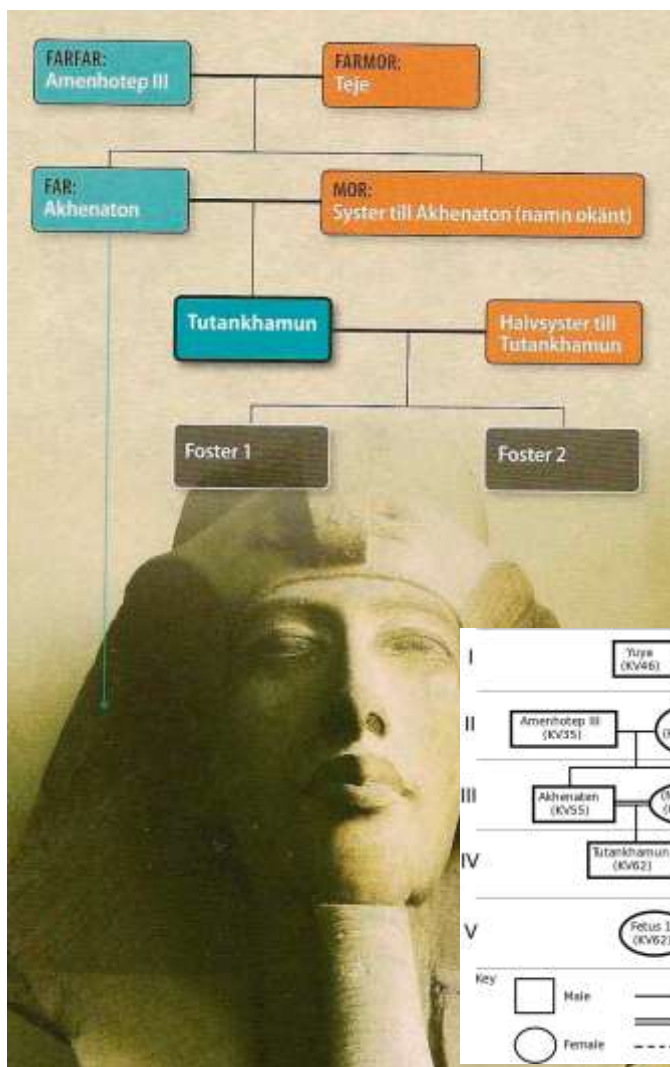 FARFAR:
Amenhotep III
FARMOR:
Teje
FAR:
Akhenaton
MOR:
Syster till Akhenaton (namn okänt)
Tutankhamun
Halvsyster till
Tutankhamun
Foster 1
Foster 2
I
Yuya
(KV46)
II
Amenhotep III
(KV35)
III
Akhenaten
(KV55)
IV
Tutankhamun
(KV62)
V
Fetus 1
(KV62)
Key
Male
Female